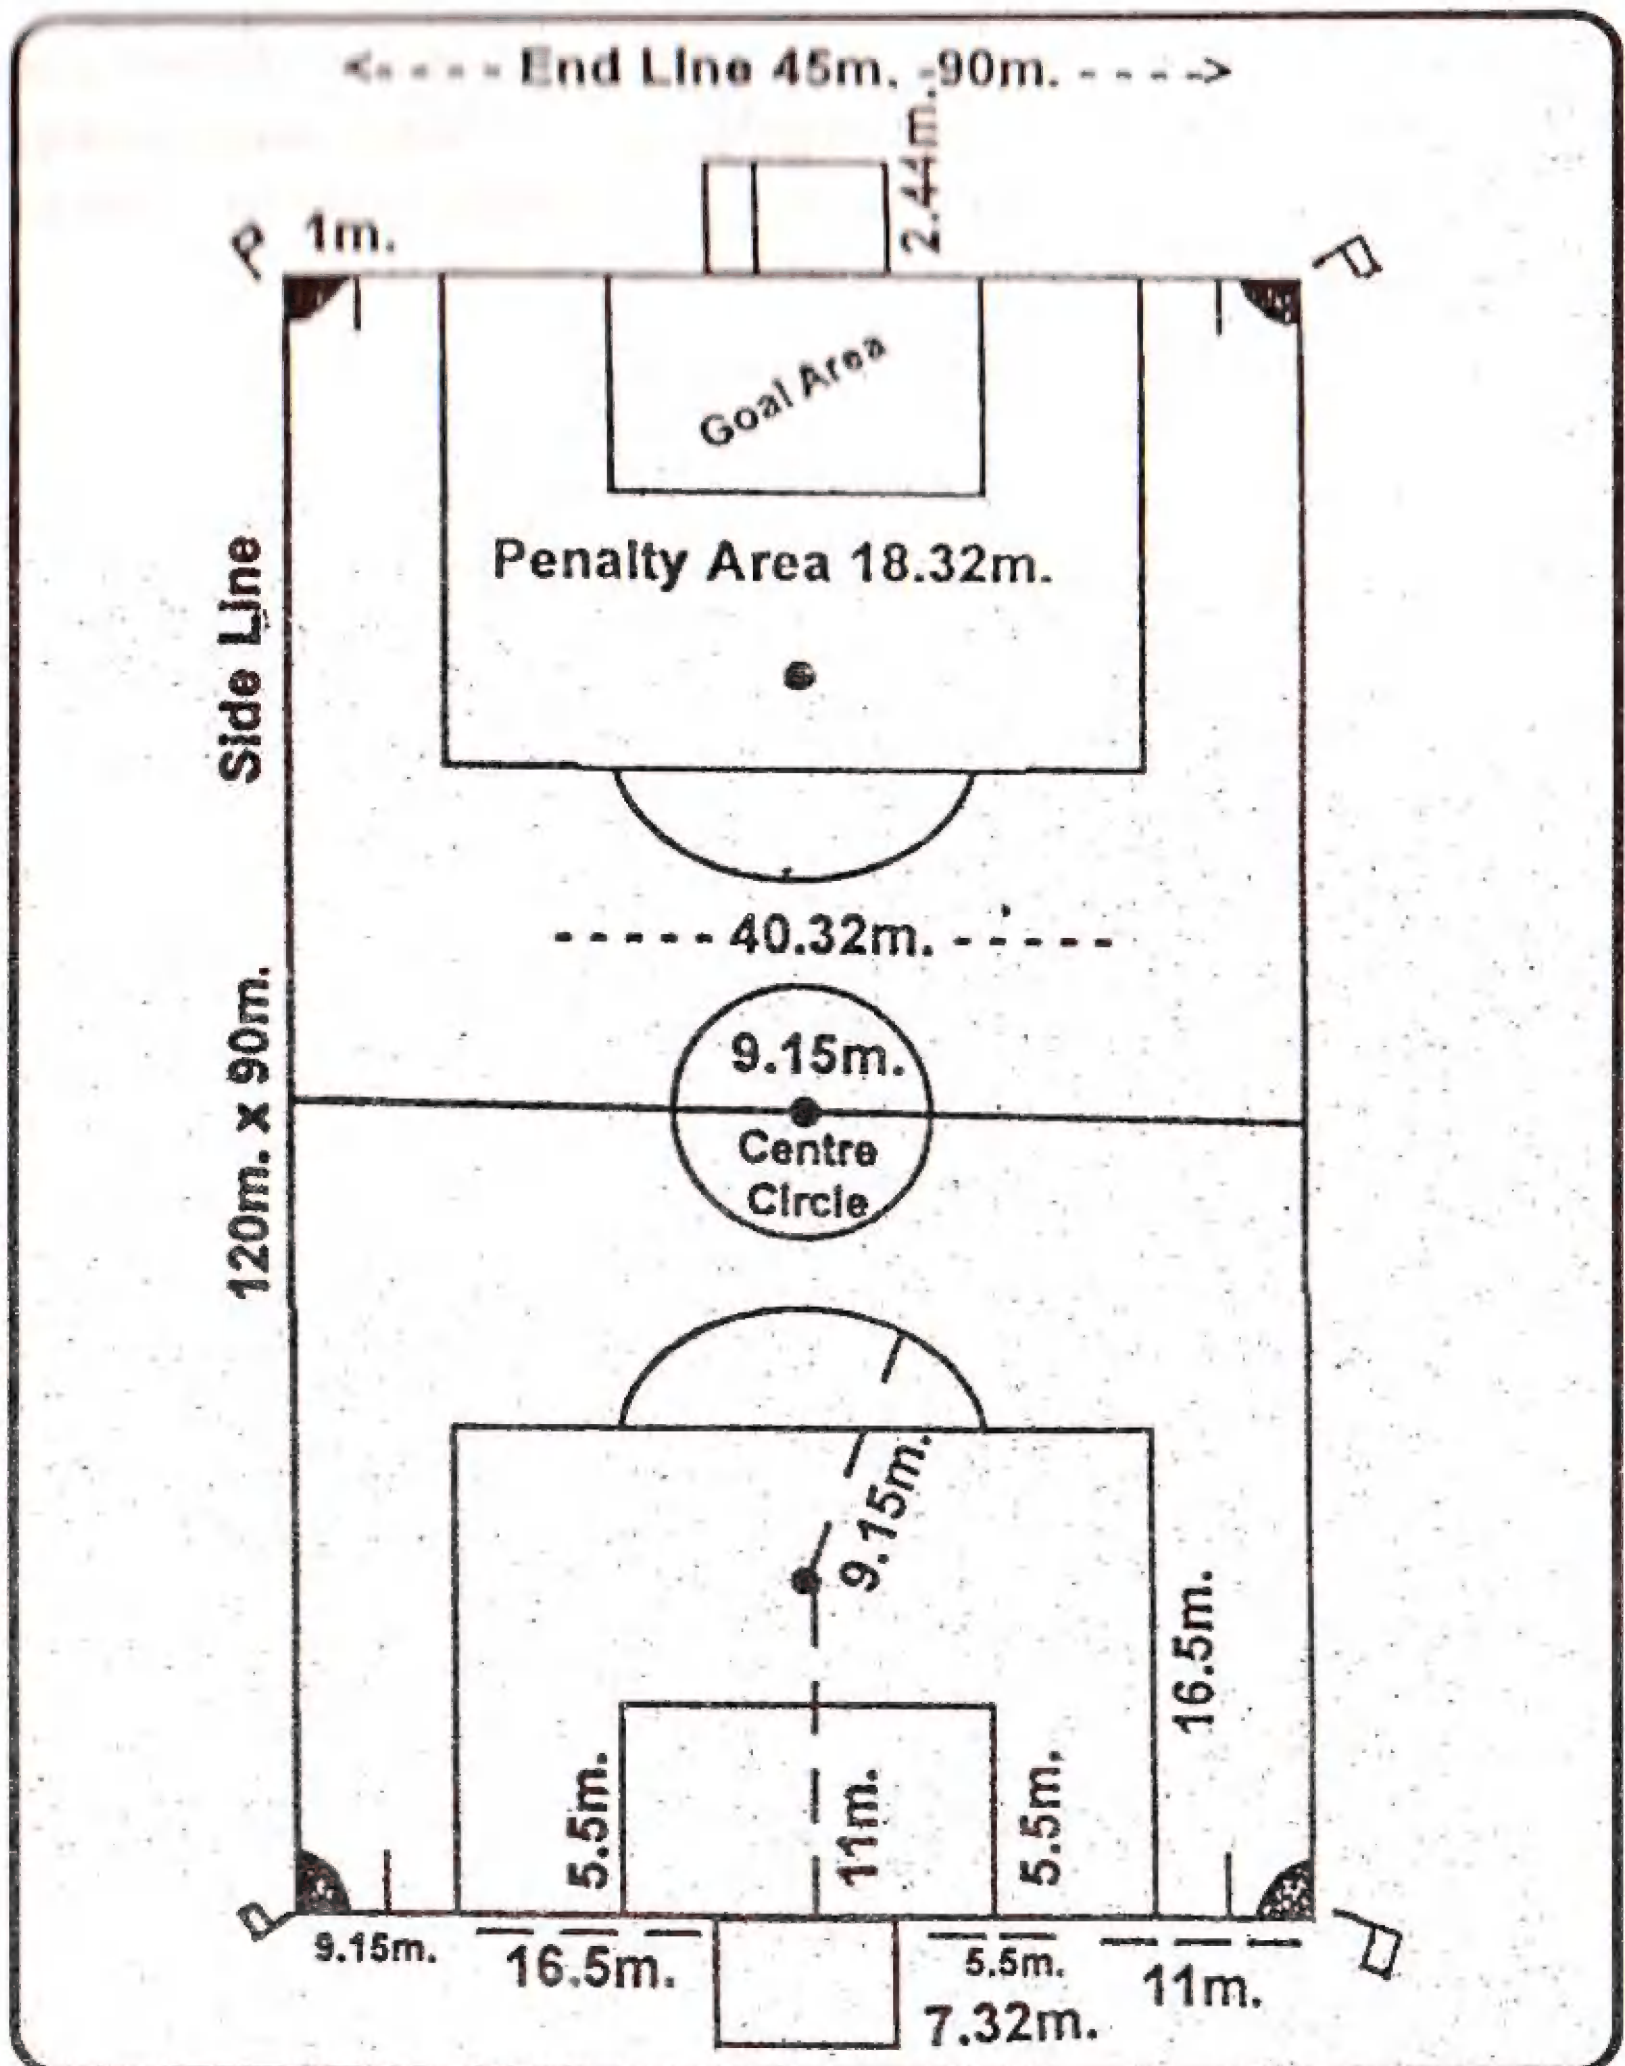 End Line 45m. -90m.
2.44m.
1m.
Goal Area
Penalty Area 18.32m.
Side Line
40.32m.
120m. x 90m.
9.15m.
Centre
Circle
9.15m.
16.5m.
5.5m.
11m.
5.5m.
9.15m.
16.5m.
5.5m.
11m.
7.32m.